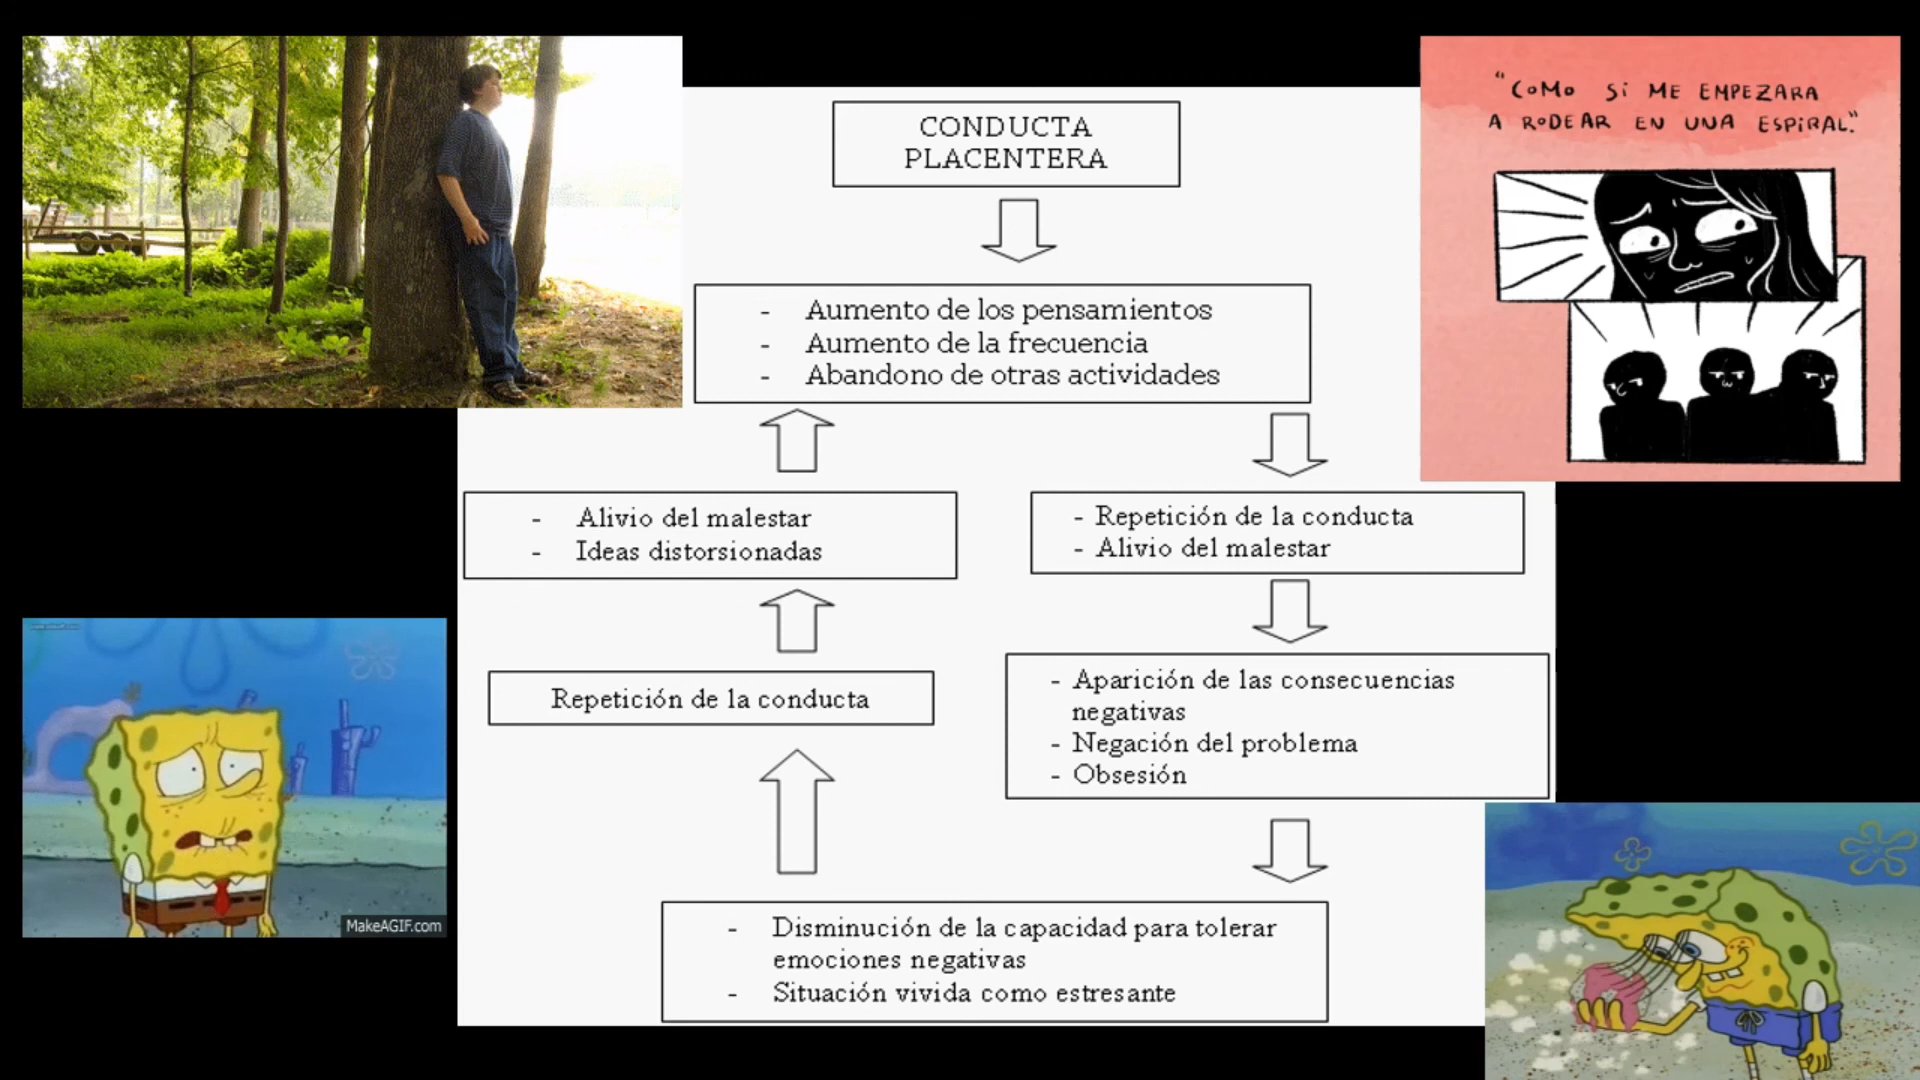 "COMO SI ME EMPEZARA
A RODEAR EN UNA ESPIRAL."
CONDUCTA
PLACENTERA
- Aumento de los pensamientos
- Aumento de la frecuencia
- Abandono de otras actividades
- Alivio del malestar
- Ideas distorsionadas
- Repetición de la conducta
- Alivio del malestar
Repetición de la conducta
- Aparición de las consecuencias
negativas
- Negación del problema
- Obsesión
- Disminución de la capacidad para tolerar
emociones negativas
- Situación vivida como estresante
MakeAGIF.com